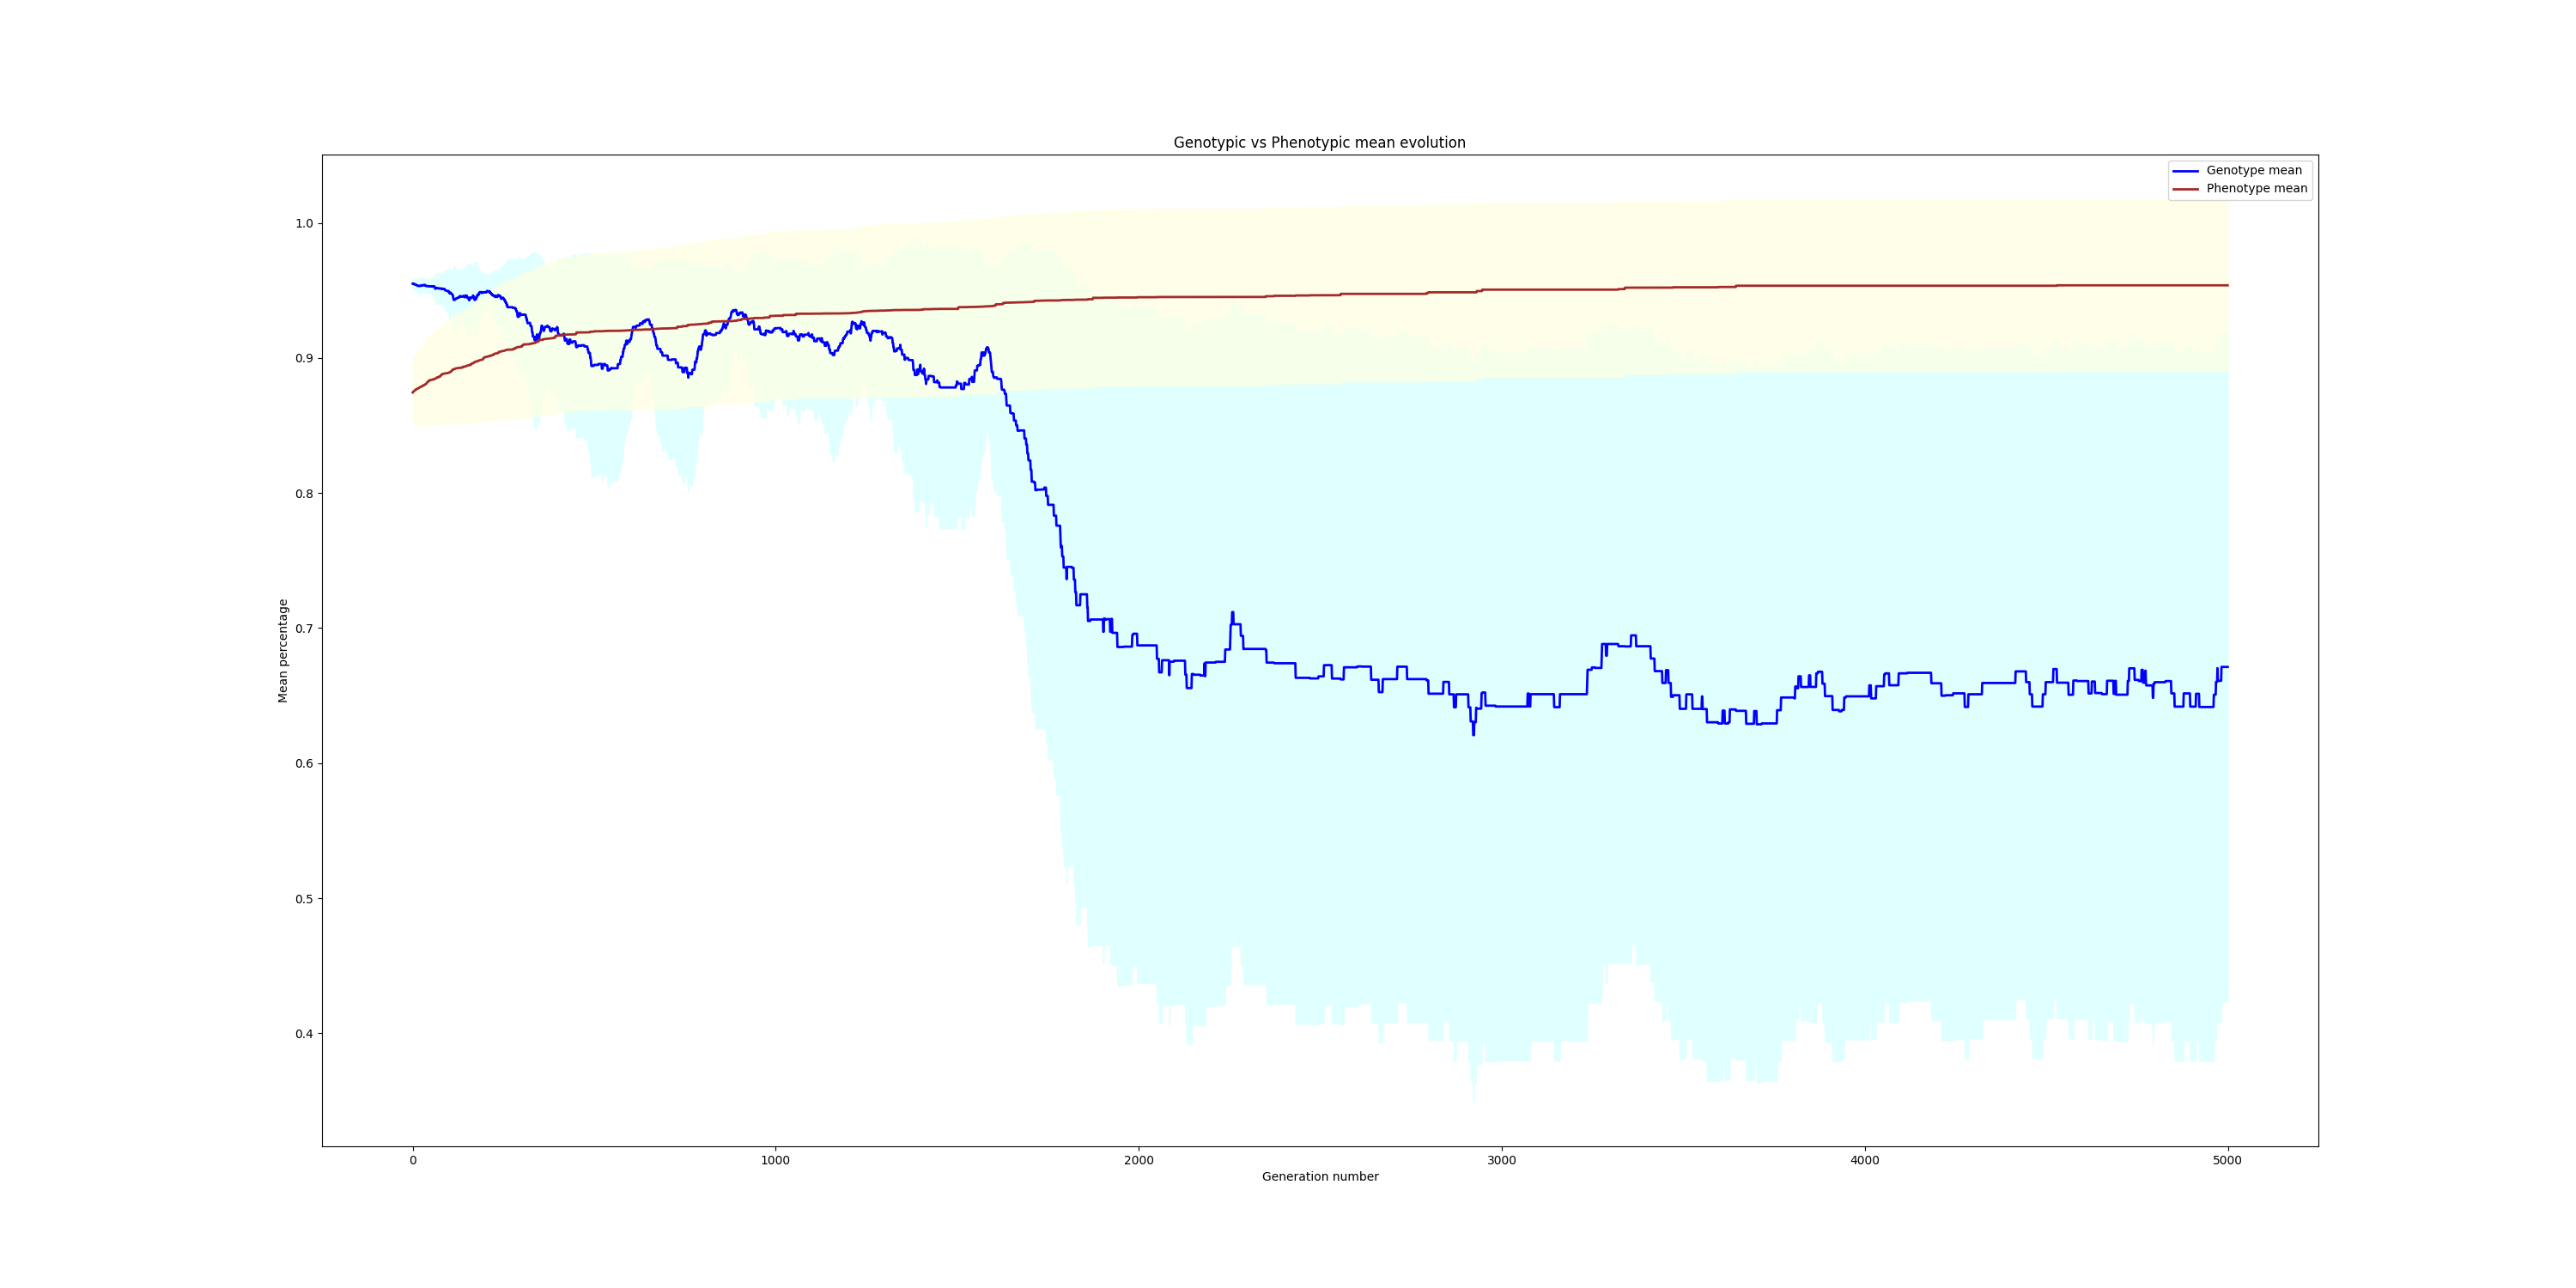 Genotypic vs Phenotypic mean evolution
Genotype mean
Phenotype mean
Mean percentage
1.0
0.9
0.8
0.7
0.6
0.5
0.4
0
1000
2000
3000
4000
5000
Generation number